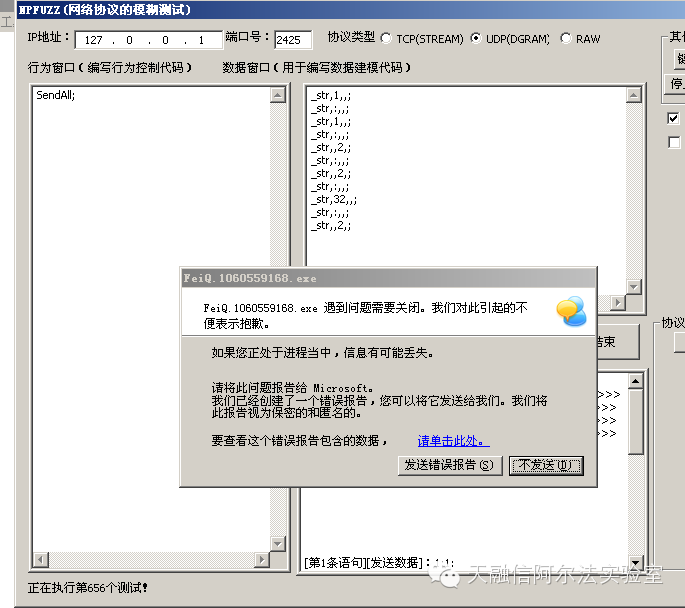 NPFUZZ(网络协议的模糊测试)
IP地址： 127 . 0 . 0 . 1 端口号： 2425 协议类型 TCP(STREAM) UDP(DGRAM) RAW
行为窗口(编写行为控制代码) 数据窗口(用于编写数据建模代码)
SendAll;
_str,1,,;
_str,:,,;
_str,1,,;
_str,:,,;
_str,,2,;
_str,:,,;
_str,,2,;
_str,:,,;
_str,32,,;
_str,:,,;
_str,,2,;
FeiQ.1060559168.exe
FeiQ.1060559168.exe 遇到问题需要关闭。我们对此引起的不
便表示抱歉。
如果您正处于进程当中，信息有可能丢失。
请将此问题报告给 Microsoft。
我们已经创建了一个错误报告，您可以将它发送给我们。我们将
此报告视为保密的和匿名的。
要查看这个错误报告包含的数据， 请单击此处。
发送错误报告(S) 不发送(D)
结束
协议
>>>
>>
>>
>>
[第1条语句][发送数据]：1:1:
正在执行第656个测试!
天融信阿尔法实验室